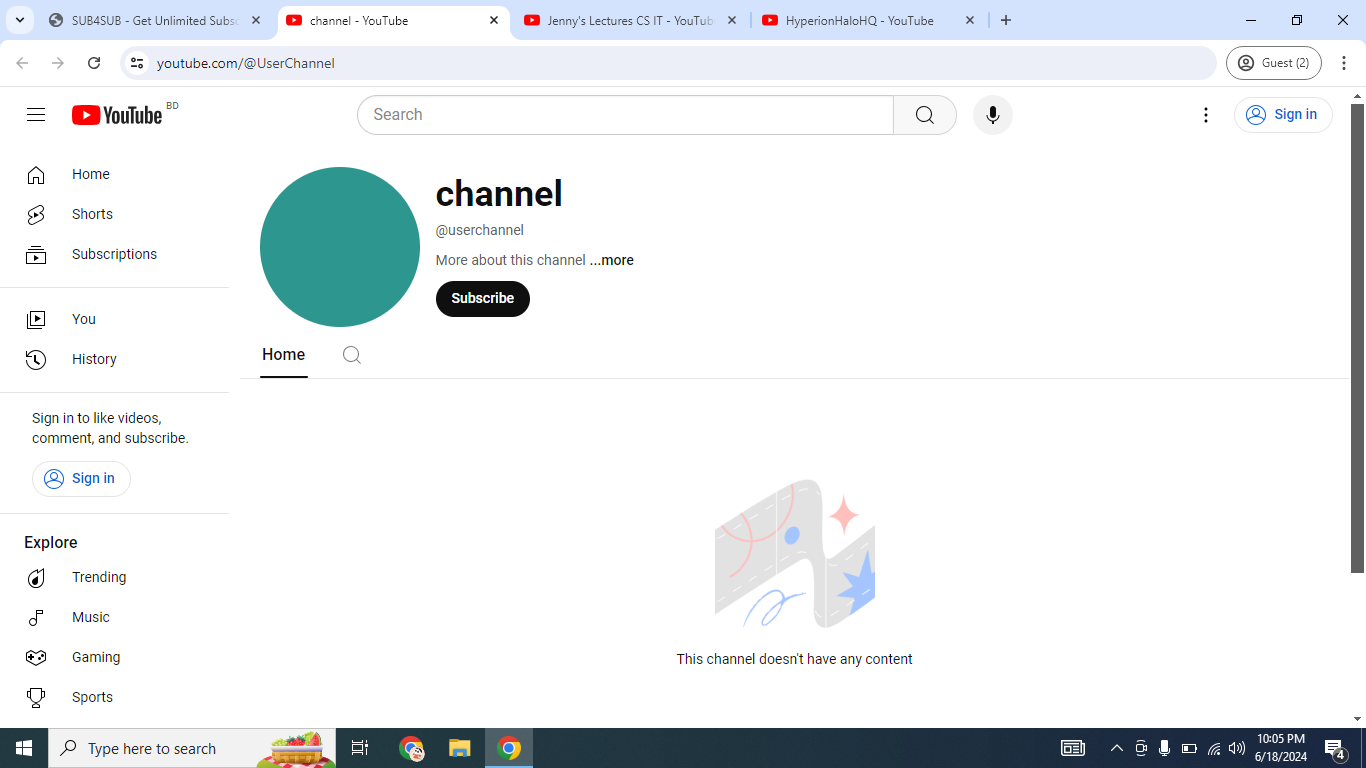 SUB4SUB - Get Unlimited Subsc
channel - YouTube
Jenny's Lectures CS IT - YouTub
HyperionHaloHQ - YouTube
youtube.com/@UserChannel
Guest (2)
YouTube BD
Search
Sign in
Home
Shorts
Subscriptions
You
History
Sign in to like videos,
comment, and subscribe.
Sign in
Explore
Trending
Music
Gaming
Sports
channel
@userchannel
More about this channel ...more
Subscribe
Home
This channel doesn't have any content
Type here to search
10:05 PM
6/18/2024
4